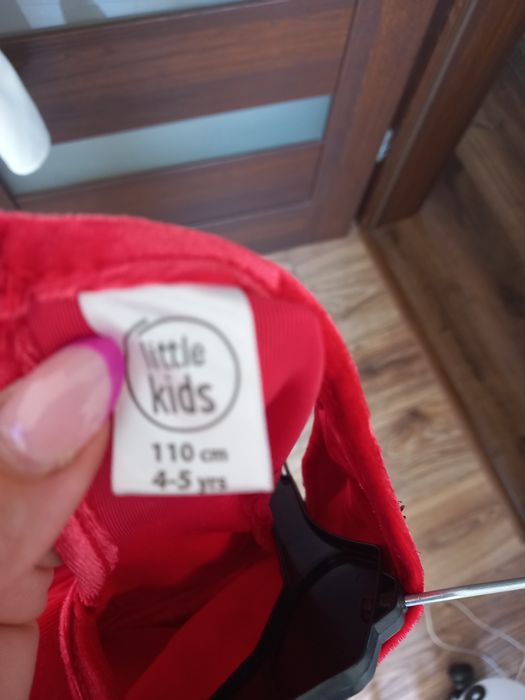 little
kids
110 cm
4-5 yrs